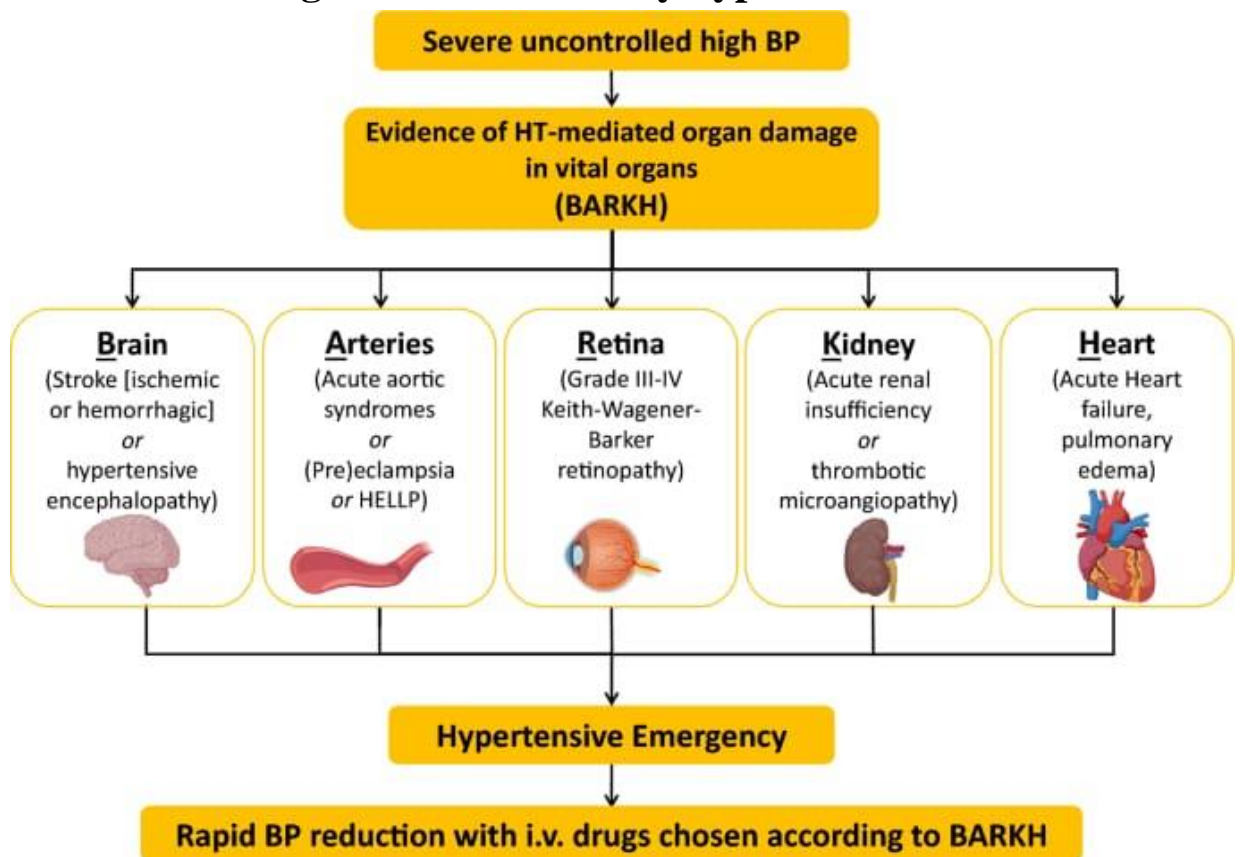 Severe uncontrolled high BP
Evidence of HT-mediated organ damage
in vital organs
(BARKH)
Brain
(Stroke [ischemic
or hemorrhagic]
or
hypertensive
encephalopathy)
Arteries
(Acute aortic
syndromes
or
(Pre)eclampsia
or HELLP)
Retina
(Grade III-IV
Keith-Wagener-
Barker
retinopathy)
Kidney
(Acute renal
insufficiency
or
thrombotic
microangiopathy)
Heart
(Acute Heart
failure,
pulmonary
edema)
Hypertensive Emergency
Rapid BP reduction with i.v. drugs chosen according to BARKH